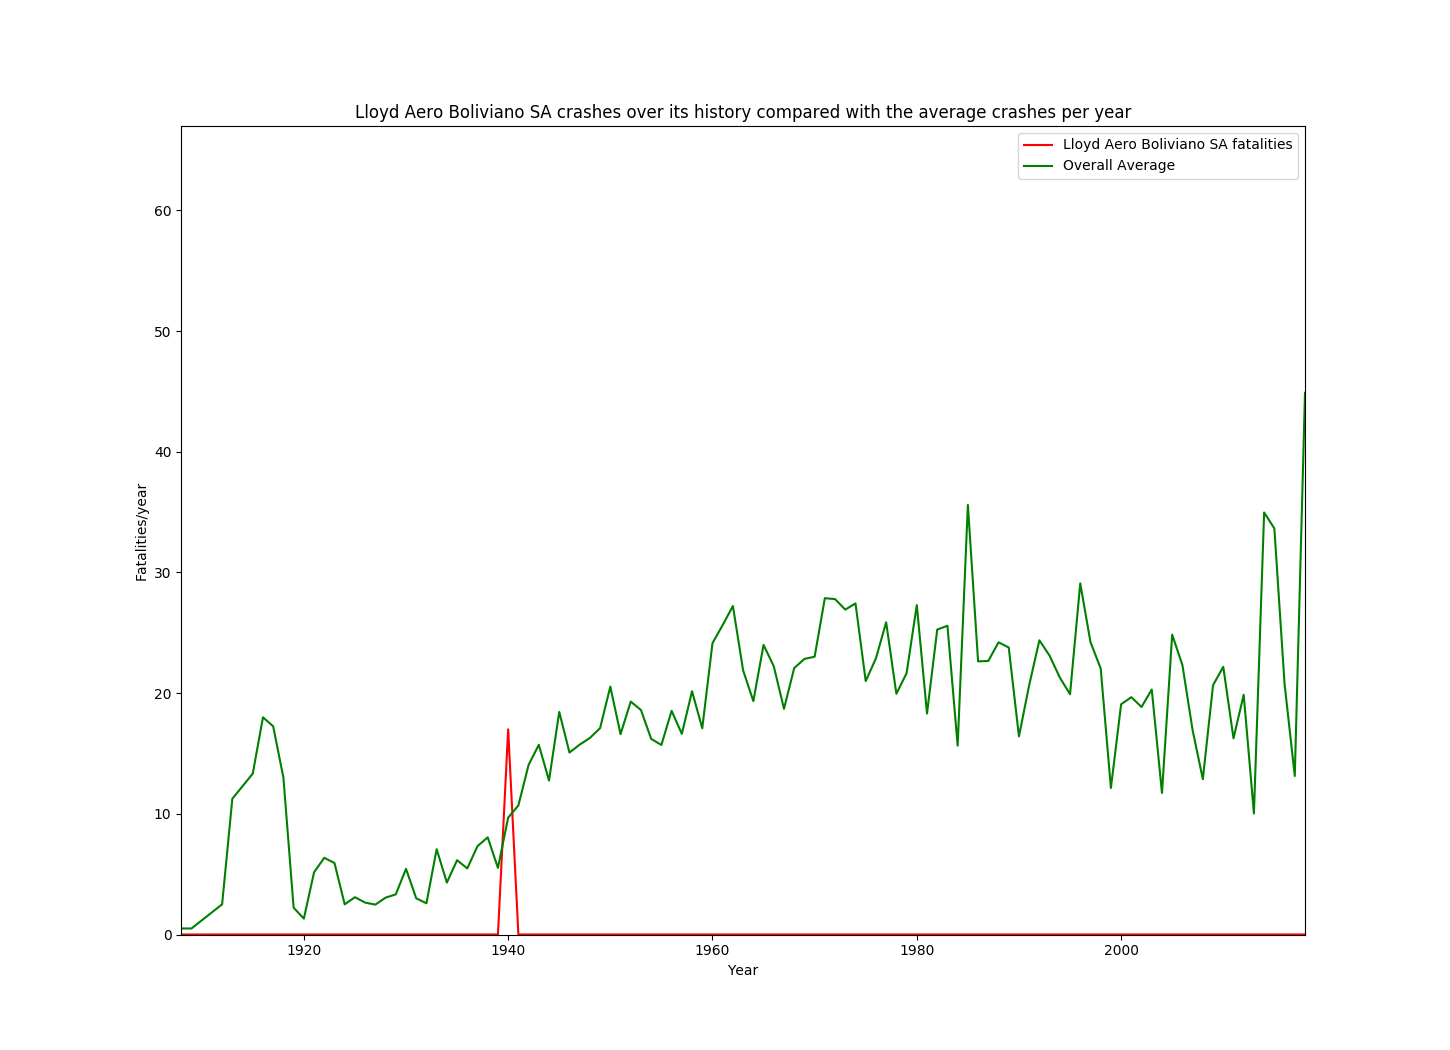 Lloyd Aero Boliviano SA crashes over its history compared with the average crashes per year
Lloyd Aero Boliviano SA fatalities
Overall Average
60
50
40
30
20
10
0
Fatalities/year
1920
1940
1960
1980
2000
Year